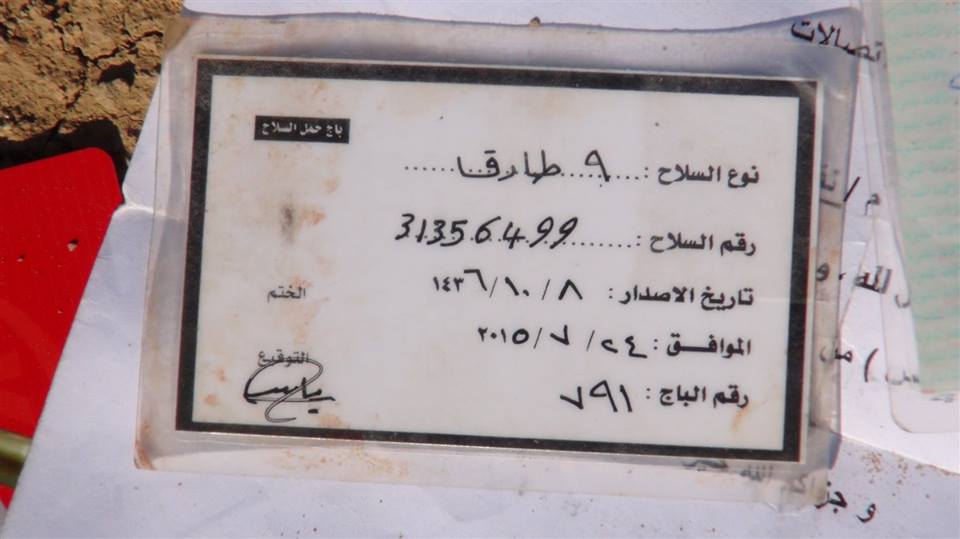 باج حمل السلاح
نوع السلاح : ....٩ طارق......
رقم السلاح : ......31356499
تاريخ الاصدار : ٨ / ١٠ / ١٤٣٦
الموافق : ٢٤ / ٧ / ٢٠١٥
رقم الباج : ٧٩١
الختم
التوقيع
تصالات
و جز